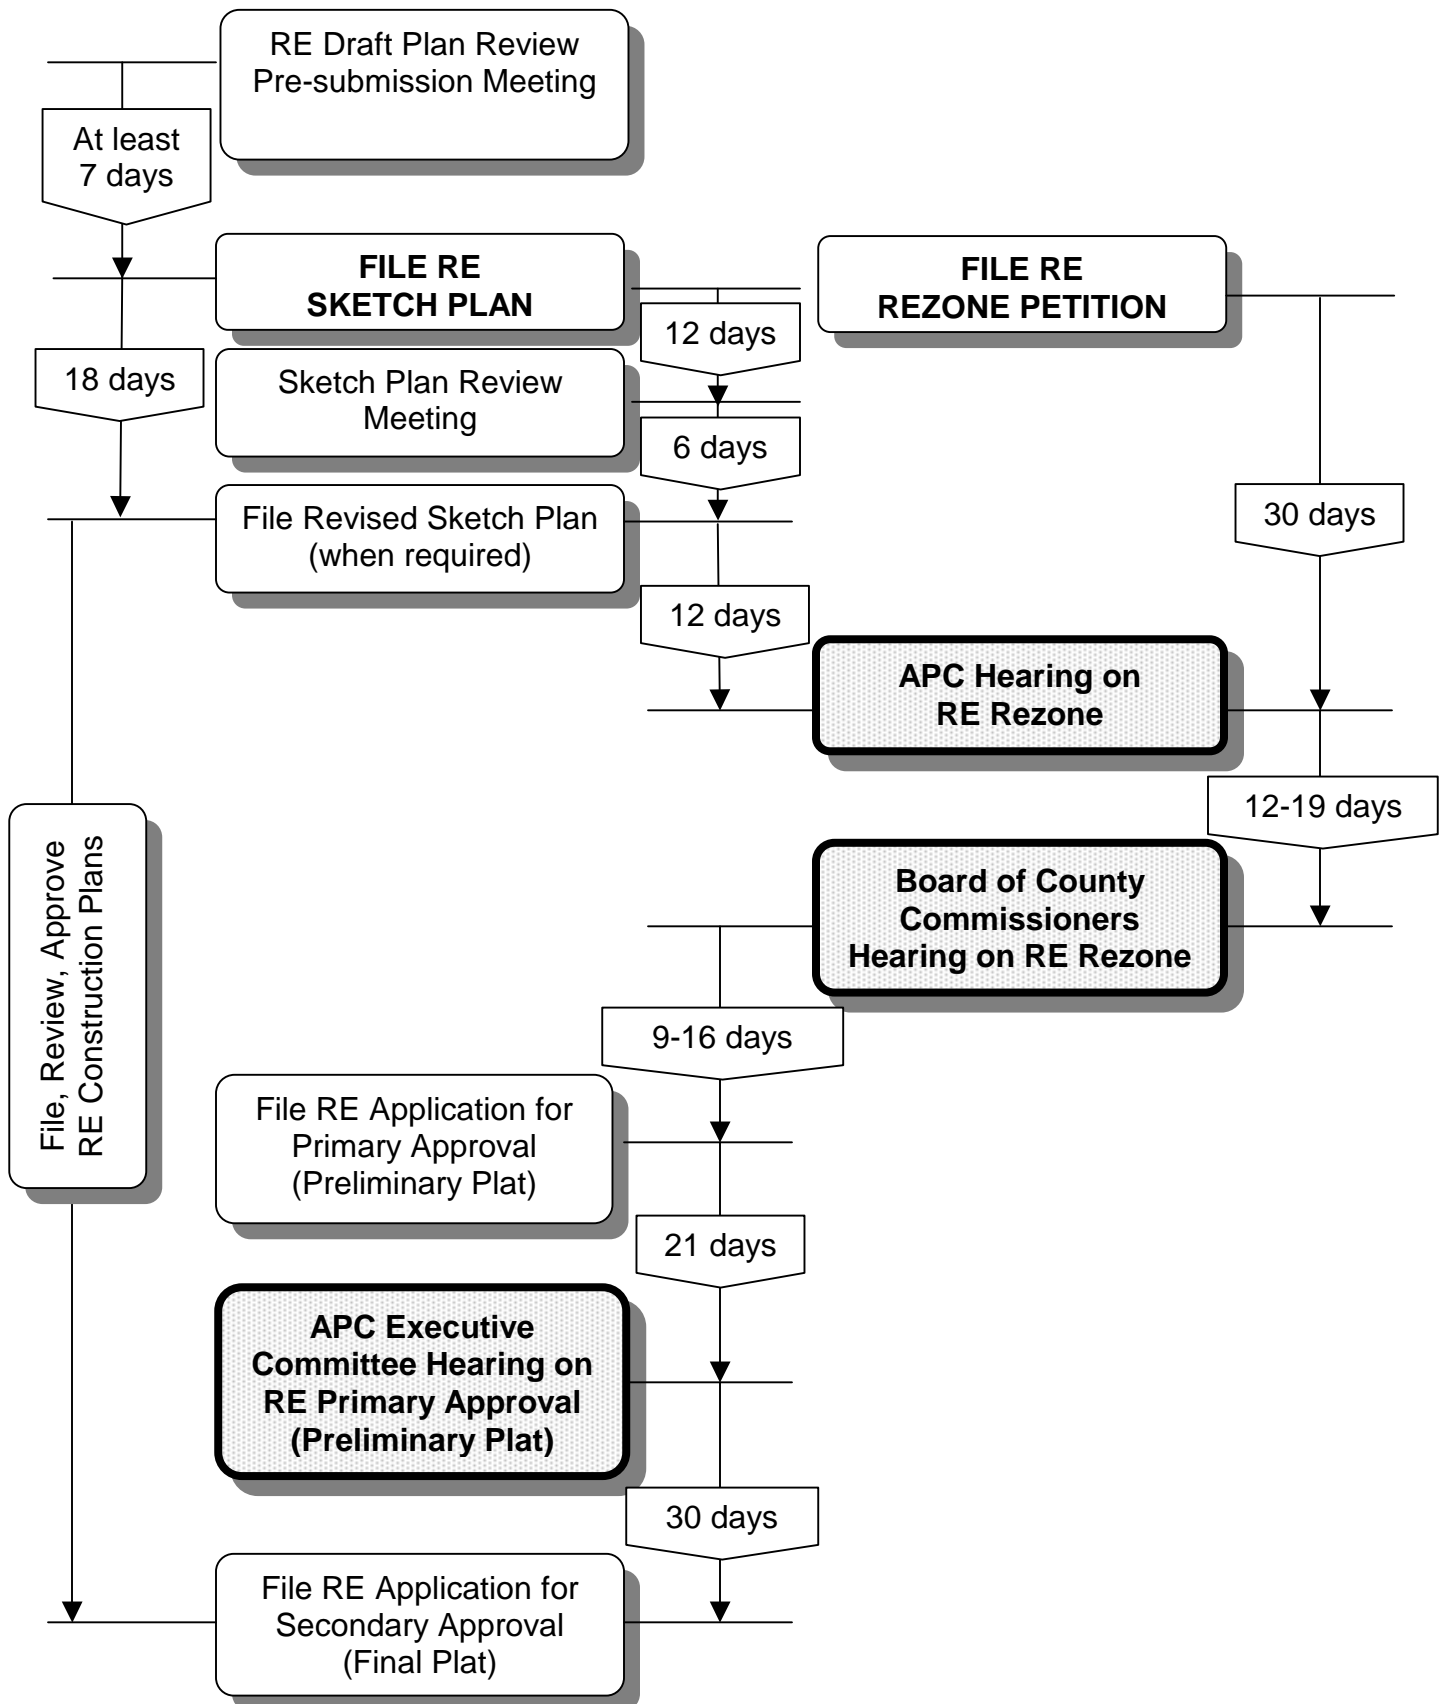 RE Draft Plan Review
Pre-submission Meeting
At least
7 days
FILE RE
SKETCH PLAN
FILE RE
REZONE PETITION
12 days
18 days
Sketch Plan Review
Meeting
6 days
File Revised Sketch Plan
(when required)
30 days
12 days
APC Hearing on
RE Rezone
12-19 days
File, Review, Approve
RE Construction Plans
Board of County
Commissioners
Hearing on RE Rezone
9-16 days
File RE Application for
Primary Approval
(Preliminary Plat)
21 days
APC Executive
Committee Hearing on
RE Primary Approval
(Preliminary Plat)
30 days
File RE Application for
Secondary Approval
(Final Plat)